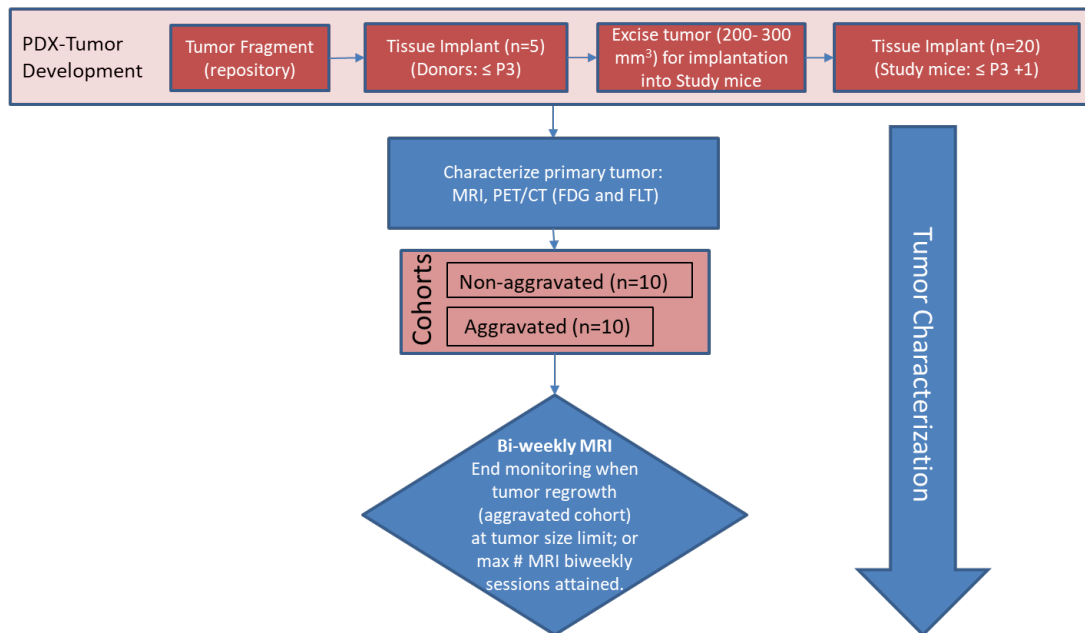 PDX-Tumor
Development
Tumor Fragment
(repository)
Tissue Implant (n=5)
(Donors: ≤ P3)
Excise tumor (200- 300
mm³) for implantation
into Study mice
Tissue Implant (n=20)
(Study mice: ≤ P3 +1)
Characterize primary tumor:
MRI, PET/CT (FDG and FLT)
Cohorts
Non-aggravated (n=10)
Aggravated (n=10)
Bi-weekly MRI
End monitoring when
tumor regrowth
(aggravated cohort)
at tumor size limit; or
max # MRI biweekly
sessions attained.
Tumor Characterization